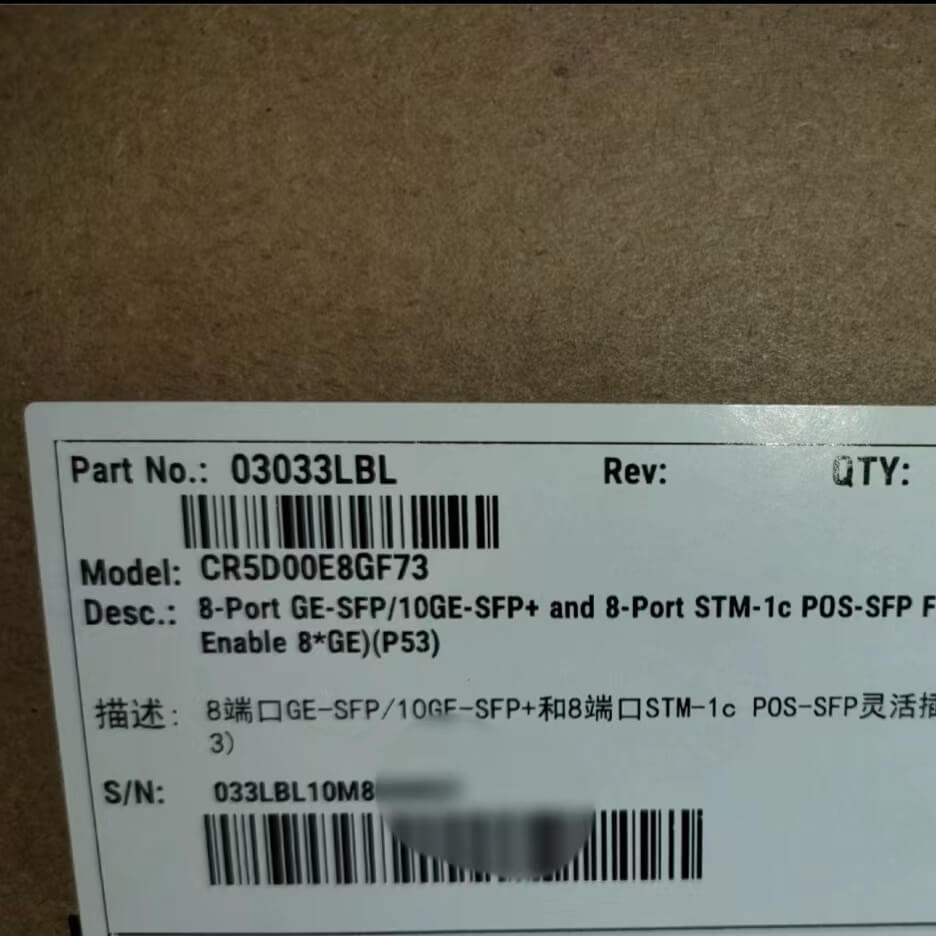 Part No.: 03033LBL Rev: QTY:
Model: CR5D00E8GF73
Desc.: 8-Port GE-SFP/10GE-SFP+ and 8-Port STM-1c POS-SFP F
Enable 8*GE)(P53)
描述: 8端口GE-SFP/10GE-SFP+和8端口STM-1c POS-SFP灵活插
3)
S/N: 033LBL10M8